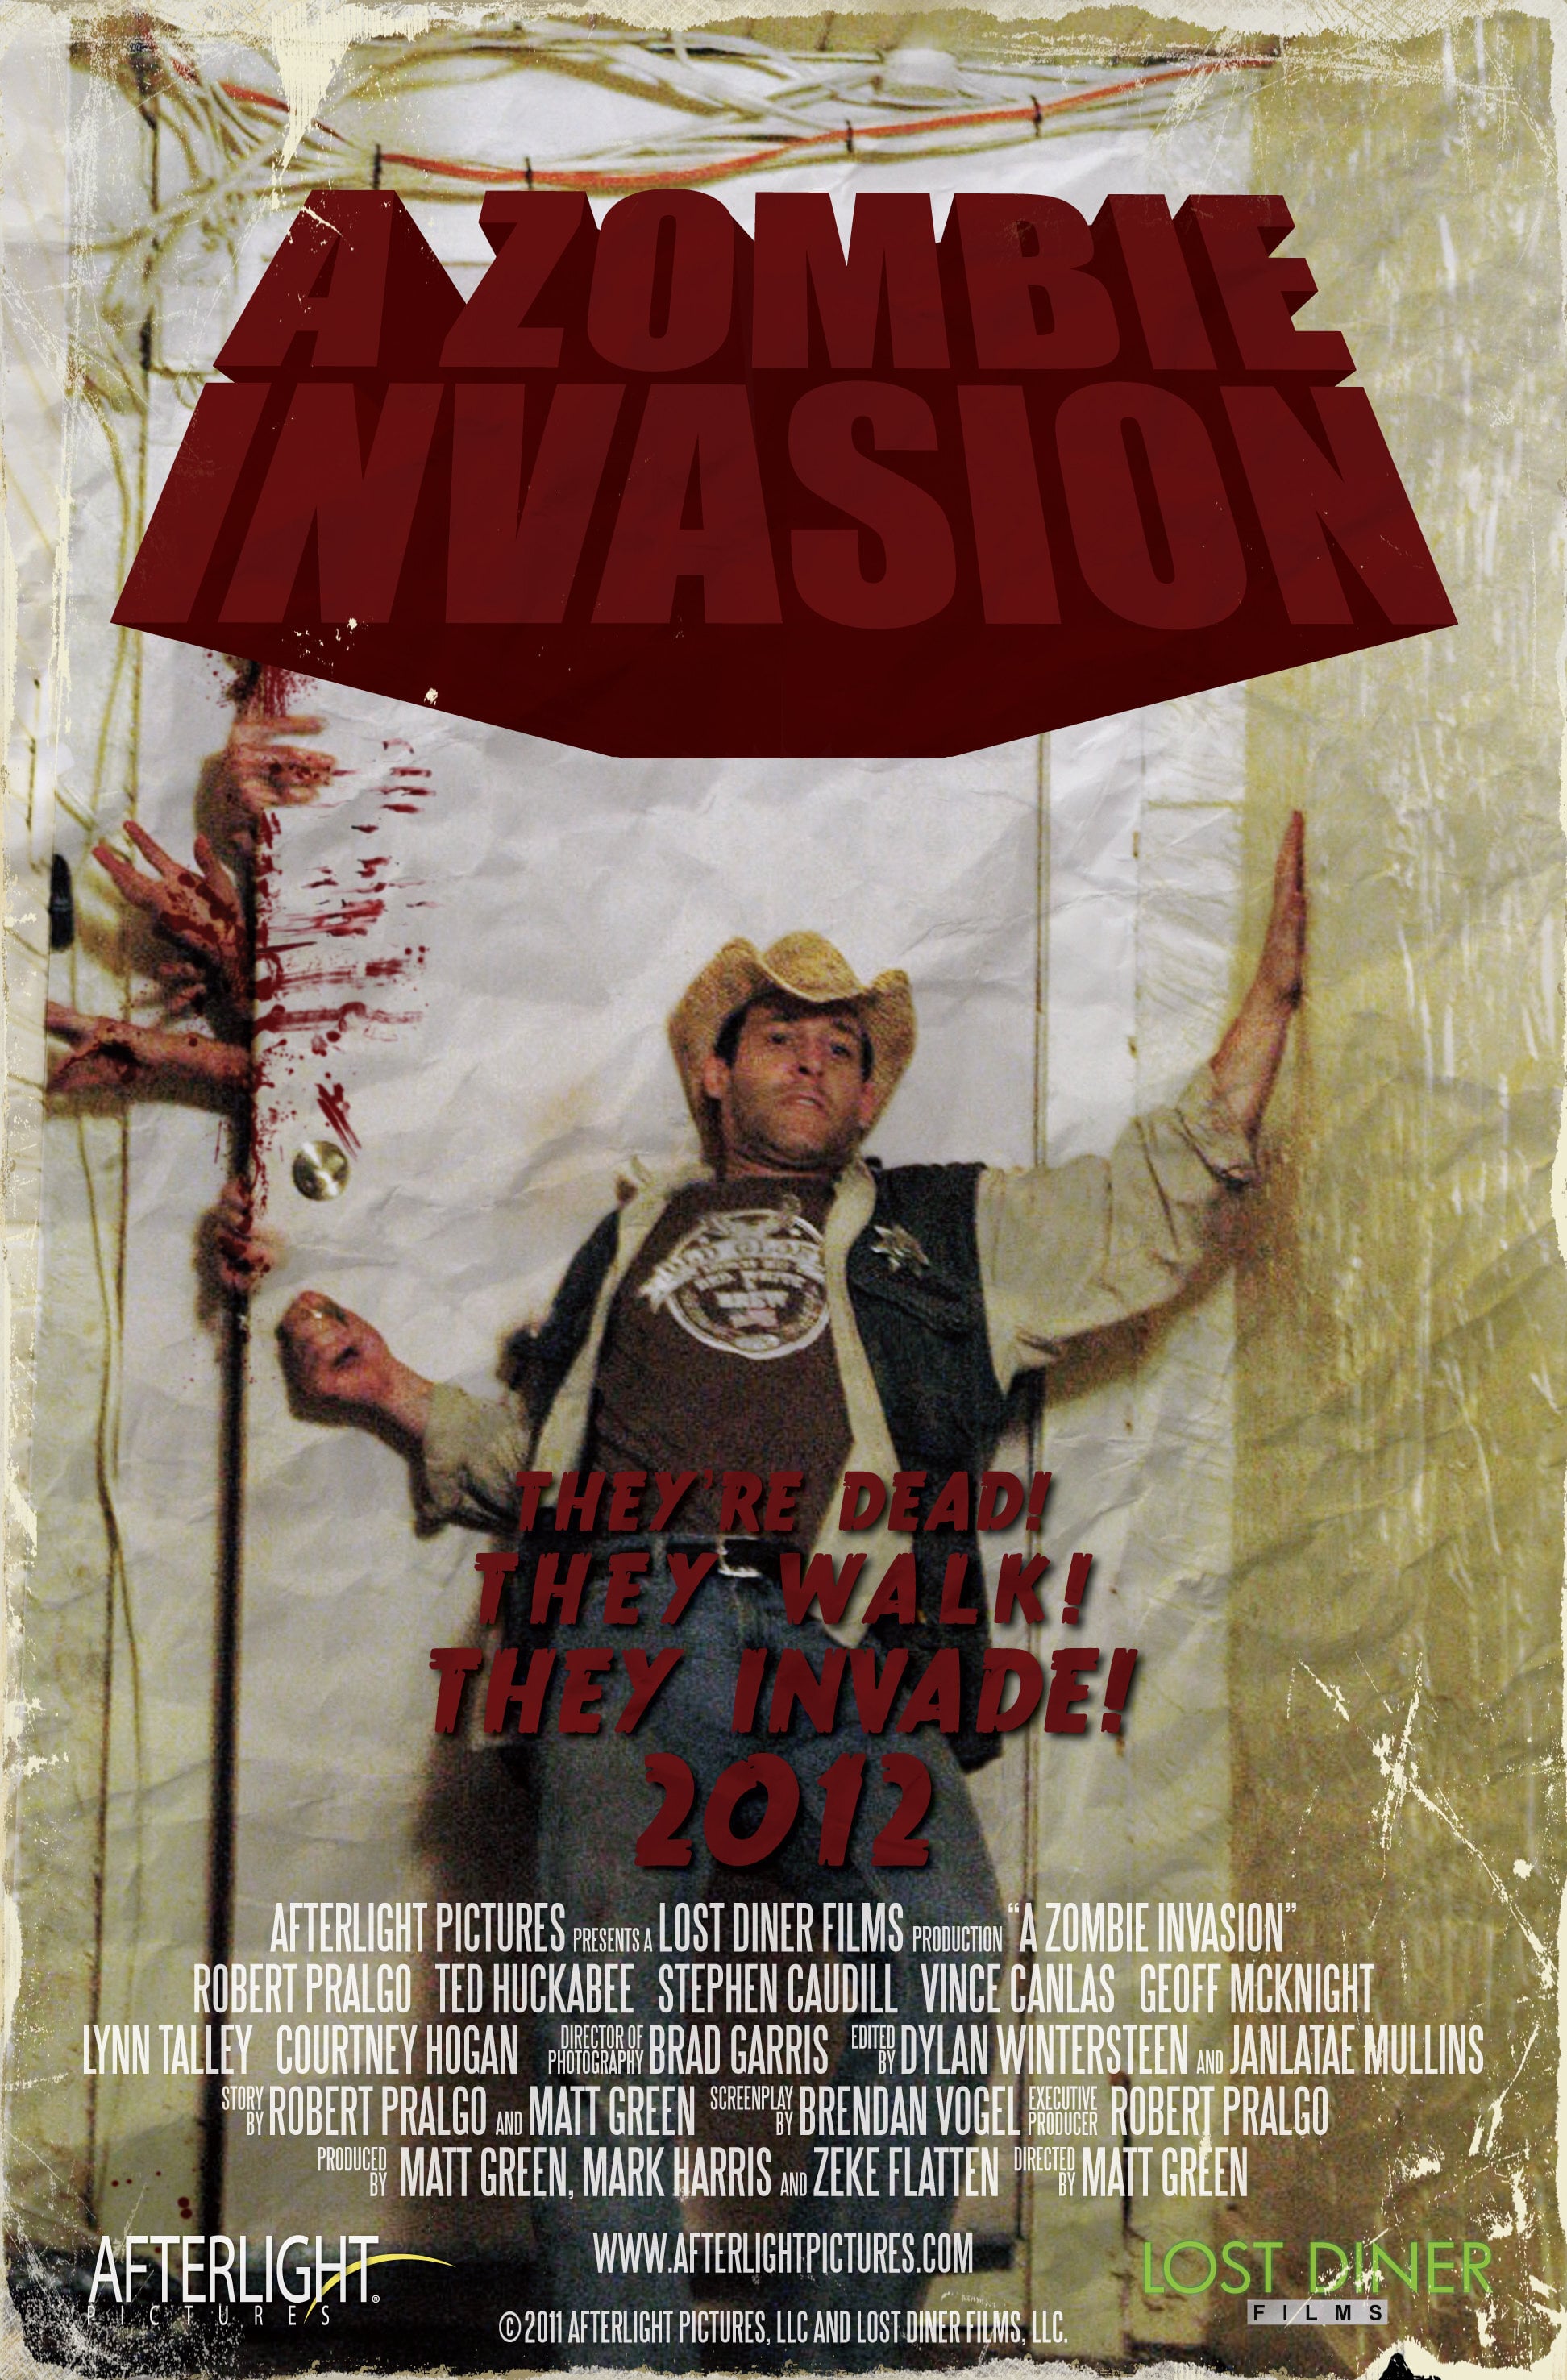 A ZOMBIE
INVASION
THEY'RE DEAD!
THEY WALK!
THEY INVADE!
2012
AFTERLIGHT PICTURES PRESENTS A LOST DINER FILMS PRODUCTION “A ZOMBIE INVASION”
ROBERT PRALGO TED HUCKABEE STEPHEN CAUDILL VINCE CANLAS GEOFF MCKNIGHT
LYNN TALLEY COURTNEY HOGAN DIRECTOR OF PHOTOGRAPHY BRAD GARRIS EDITED BY DYLAN WINTERSTEEN AND JANLATAE MULLINS
STORY BY ROBERT PRALGO AND MATT GREEN SCREENPLAY BY BRENDAN VOGEL EXECUTIVE PRODUCER ROBERT PRALGO
PRODUCED BY MATT GREEN, MARK HARRIS AND ZEKE FLATTEN DIRECTED BY MATT GREEN
AFTERLIGHT®
PICTURES
WWW.AFTERLIGHTPICTURES.COM
LOST DINER
FILMS
©2011 AFTERLIGHT PICTURES, LLC AND LOST DINER FILMS, LLC.